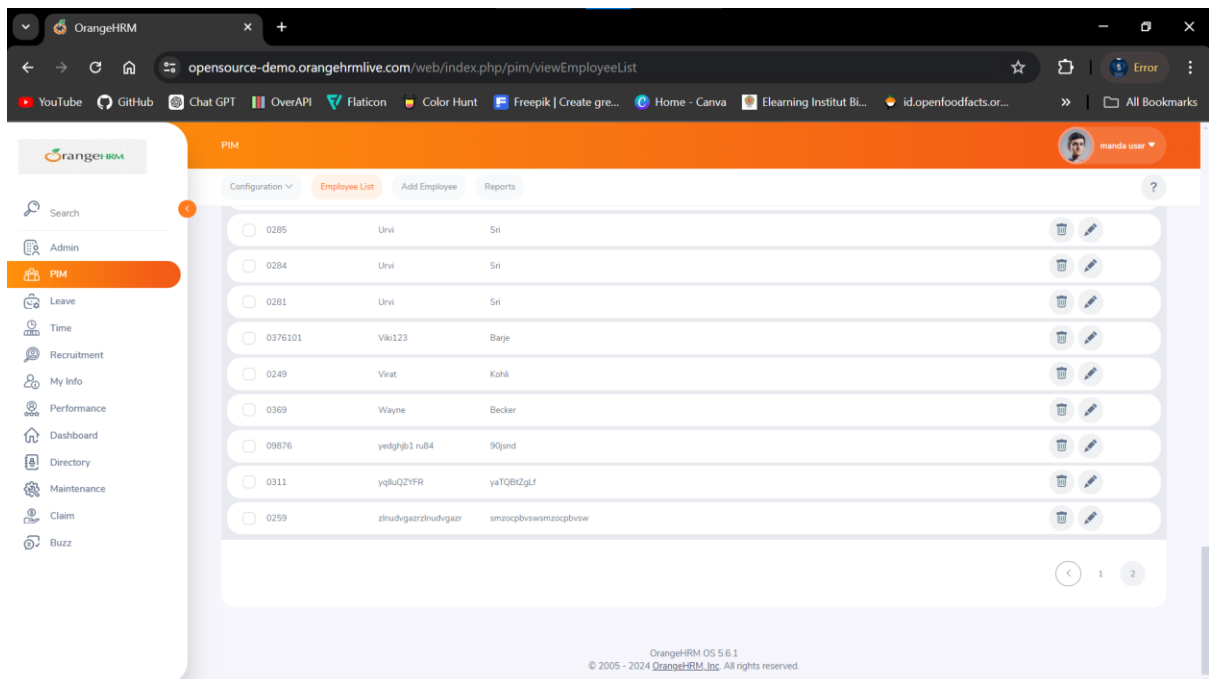 OrangeHRM
opensource-demo.orangehrmlive.com/web/index.php/pim/viewEmployeeList
Error
YouTube GitHub Chat GPT OverAPI Flaticon Color Hunt Freepik | Create gre... Home - Canva Elearning Institut Bi... id.openfoodfacts.or... » All Bookmarks
OrangeHRM
PIM
manda user
Configuration Employee List Add Employee Reports ?
Search
Admin
PIM
Leave
Time
Recruitment
My Info
Performance
Dashboard
Directory
Maintenance
Claim
Buzz
0285 Urvi Sri
0284 Urvi Sri
0281 Urvi Sri
0376101 Viki123 Barje
0249 Virat Kohli
0369 Wayne Becker
09876 yedghjb1 ru84 90jsnd
0311 yqlluQZYFR yaTQBtZgLf
0259 zlnudvgazrzlnudvgazr smzocpbvswsmzocpbvsw
1 2
OrangeHRM OS 5.6.1
© 2005 - 2024 OrangeHRM, Inc. All rights reserved.